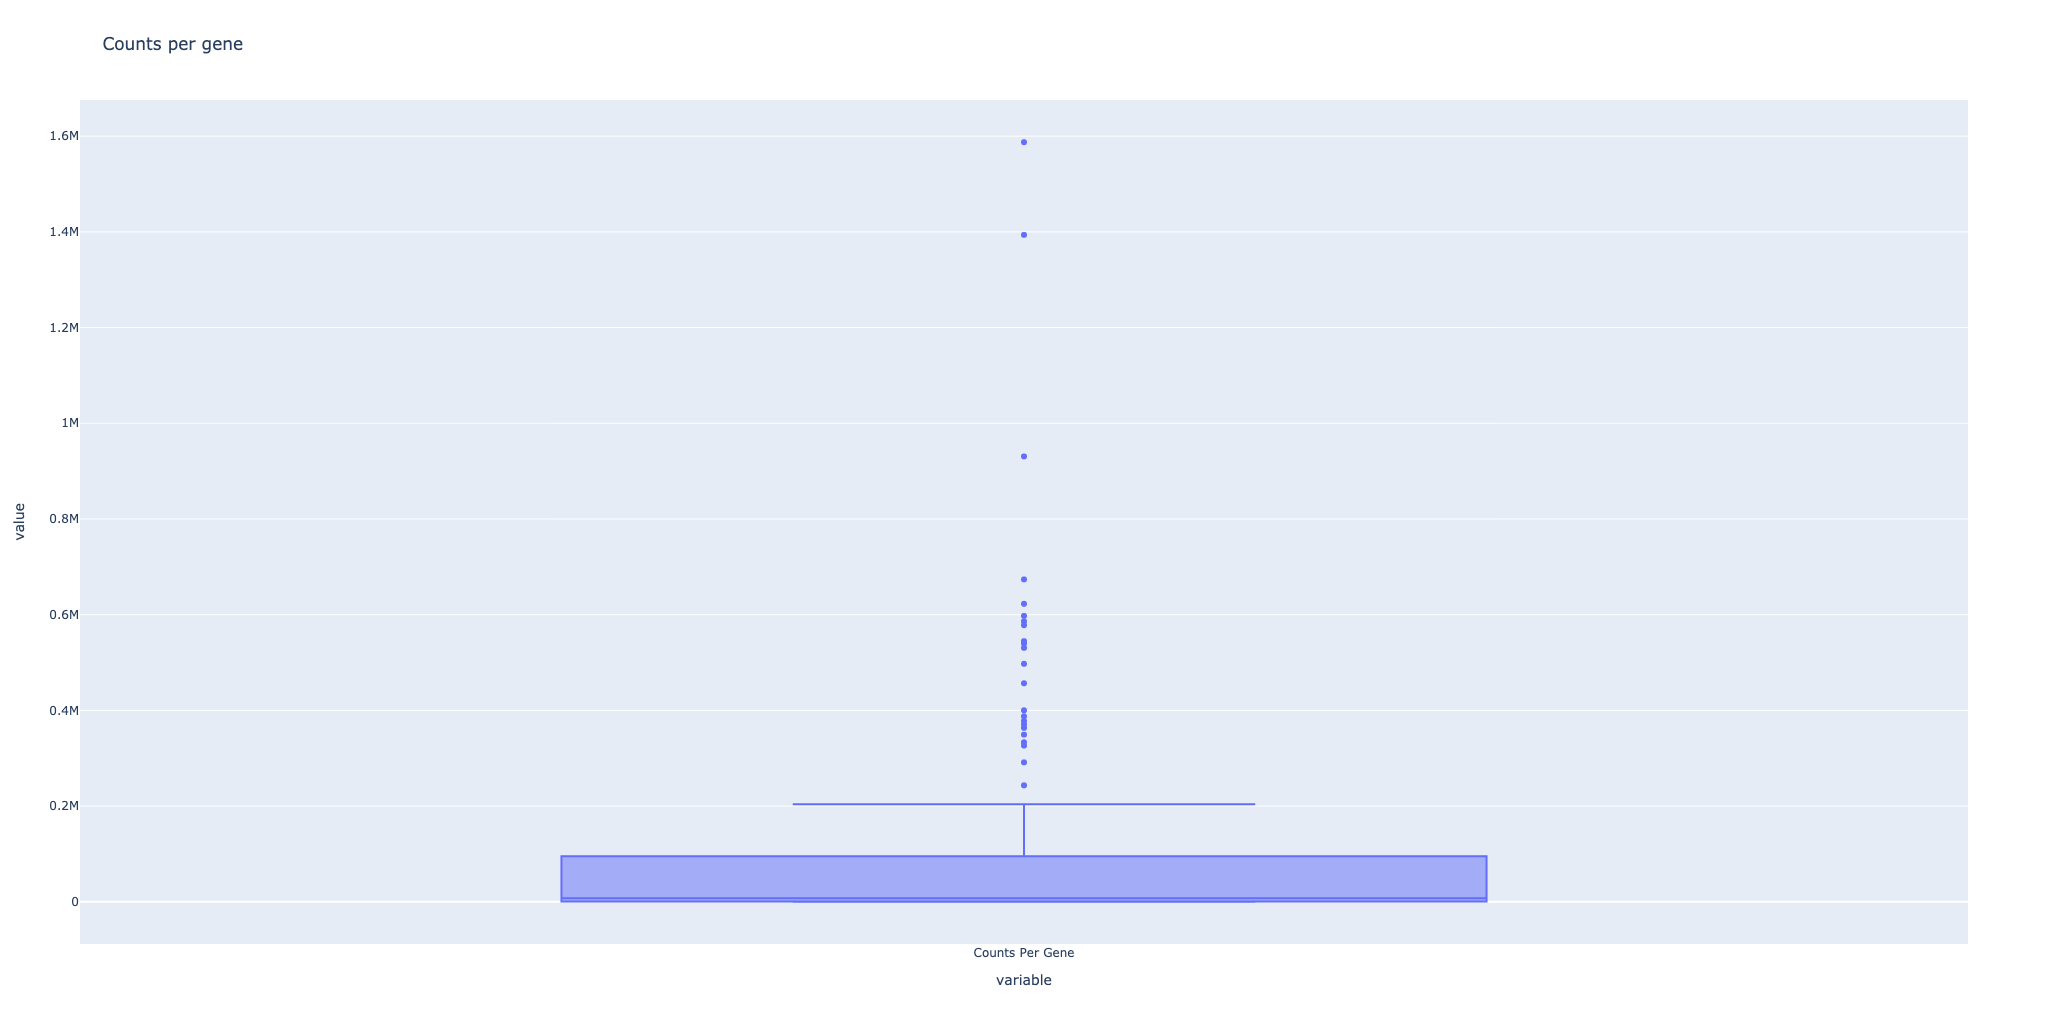 Counts per gene
1.6M
1.4M
1.2M
1M
0.8M
0.6M
0.4M
0.2M
0
value
Counts Per Gene
variable